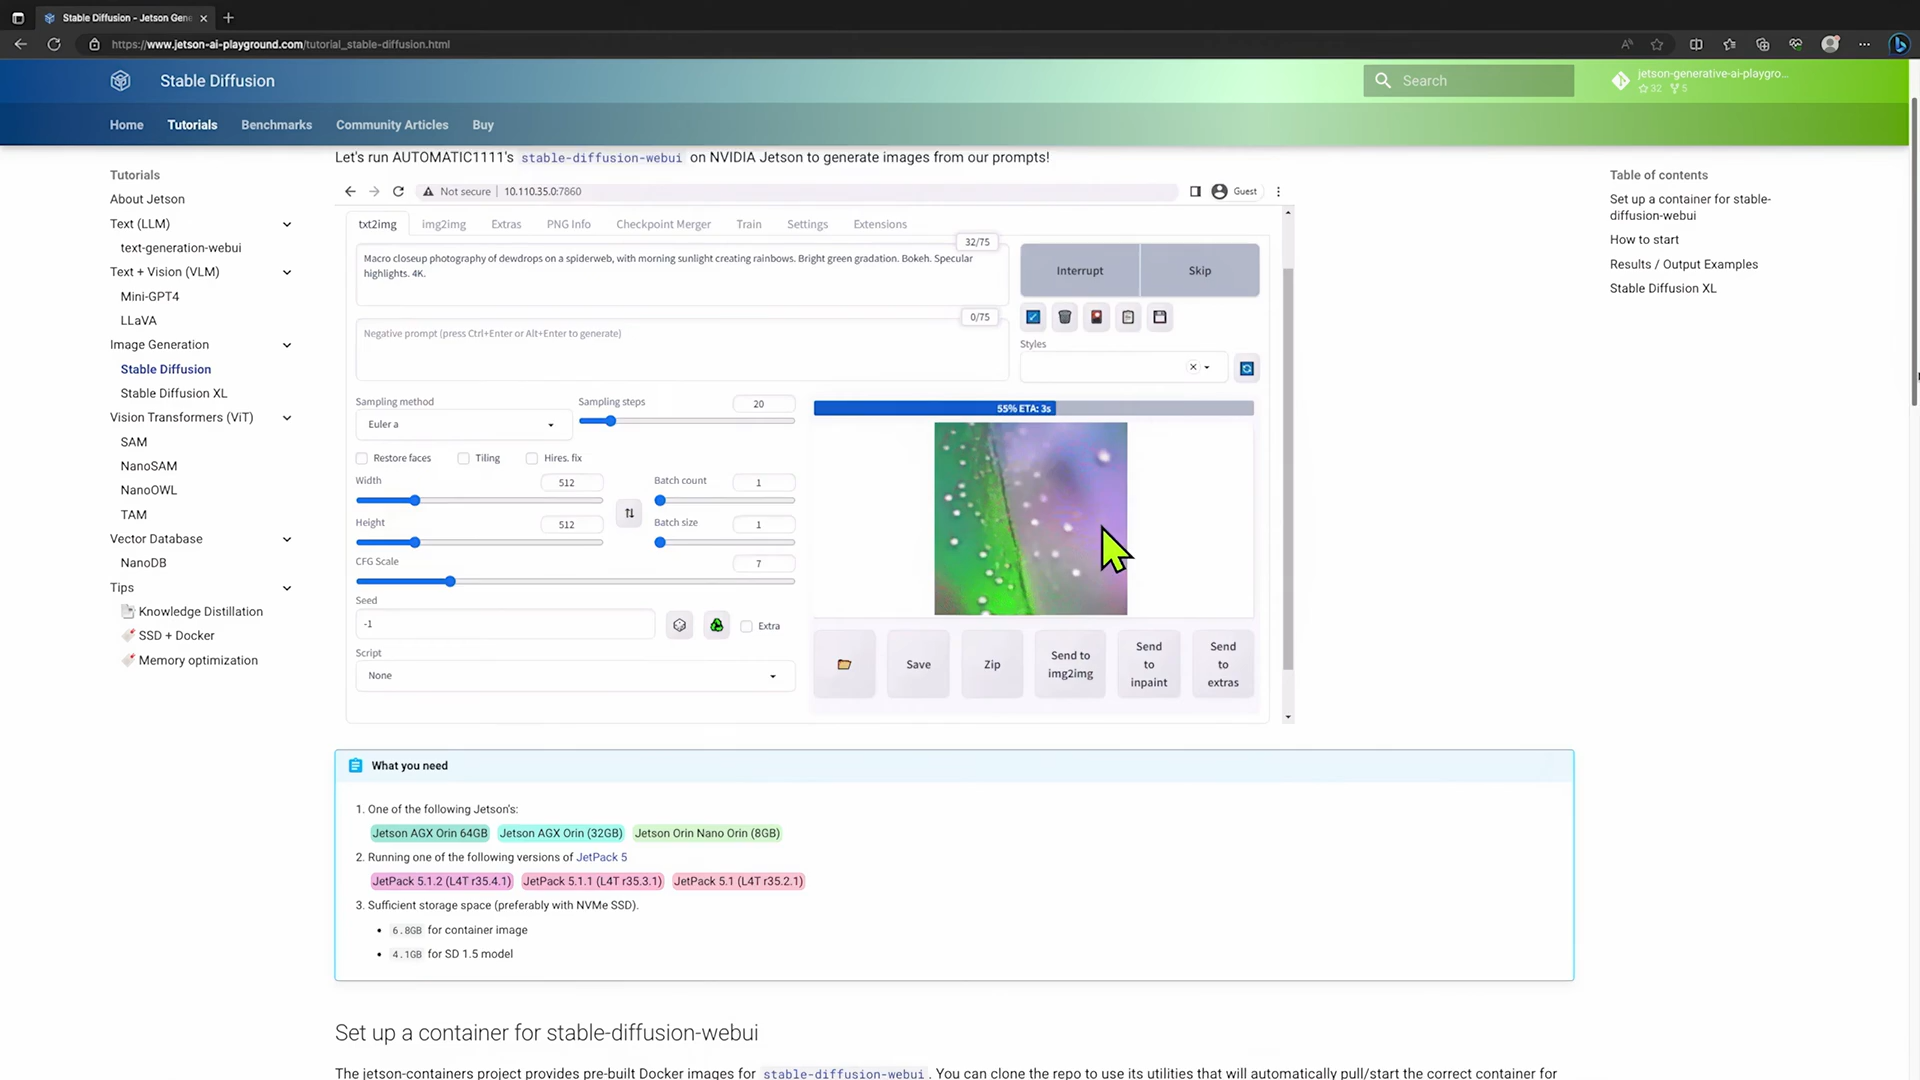 Stable Diffusion - Jetson Gene
https://www.jetson-ai-playground.com/tutorial_stable-diffusion.html
Stable Diffusion
Search
jetson-generative-ai-playgro...
32 5
Home Tutorials Benchmarks Community Articles Buy
Tutorials
About Jetson
Text (LLM)
text-generation-webui
Text + Vision (VLM)
Mini-GPT4
LLaVA
Image Generation
Stable Diffusion
Stable Diffusion XL
Vision Transformers (ViT)
SAM
NanoSAM
NanoOWL
TAM
Vector Database
NanoDB
Tips
Knowledge Distillation
SSD + Docker
Memory optimization
Let's run AUTOMATIC1111's stable-diffusion-webui on NVIDIA Jetson to generate images from our prompts!
Not secure 10.110.35.0:7860
Guest
txt2img img2img Extras PNG Info Checkpoint Merger Train Settings Extensions
32/75
Macro closeup photography of dewdrops on a spiderweb, with morning sunlight creating rainbows. Bright green gradation. Bokeh. Specular
highlights. 4K.
Interrupt Skip
0/75
Negative prompt (press Ctrl+Enter or Alt+Enter to generate)
Styles
Sampling method
Euler a
Sampling steps 20
55% ETA: 3s
Restore faces Tiling Hires. fix
Width 512
Batch count 1
Height 512
Batch size 1
CFG Scale 7
Seed
-1
Extra
Script
None
Save
Zip
Send to
img2img
Send
to
inpaint
Send
to
extras
What you need
1. One of the following Jetson's:
Jetson AGX Orin 64GB Jetson AGX Orin (32GB) Jetson Orin Nano Orin (8GB)
2. Running one of the following versions of JetPack 5
JetPack 5.1.2 (L4T r35.4.1) JetPack 5.1.1 (L4T r35.3.1) JetPack 5.1 (L4T r35.2.1)
3. Sufficient storage space (preferably with NVMe SSD).
• 6.8GB for container image
• 4.1GB for SD 1.5 model
Set up a container for stable-diffusion-webui
The jetson-containers project provides pre-built Docker images for stable-diffusion-webui. You can clone the repo to use its utilities that will automatically pull/start the correct container for
Table of contents
Set up a container for stable-
diffusion-webui
How to start
Results / Output Examples
Stable Diffusion XL